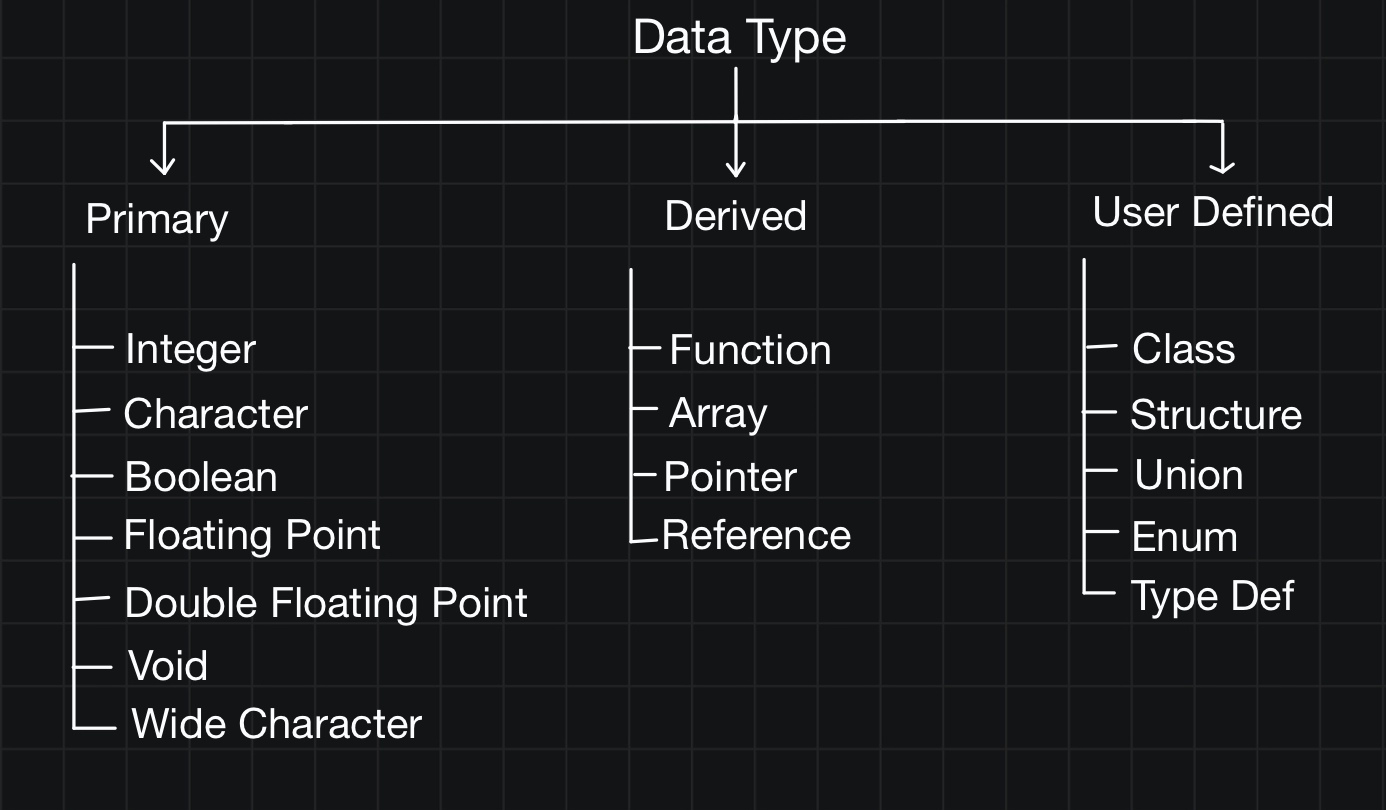 Data Type
Primary
Integer
Character
Boolean
Floating Point
Double Floating Point
Void
Wide Character
Derived
Function
Array
Pointer
Reference
User Defined
Class
Structure
Union
Enum
Type Def